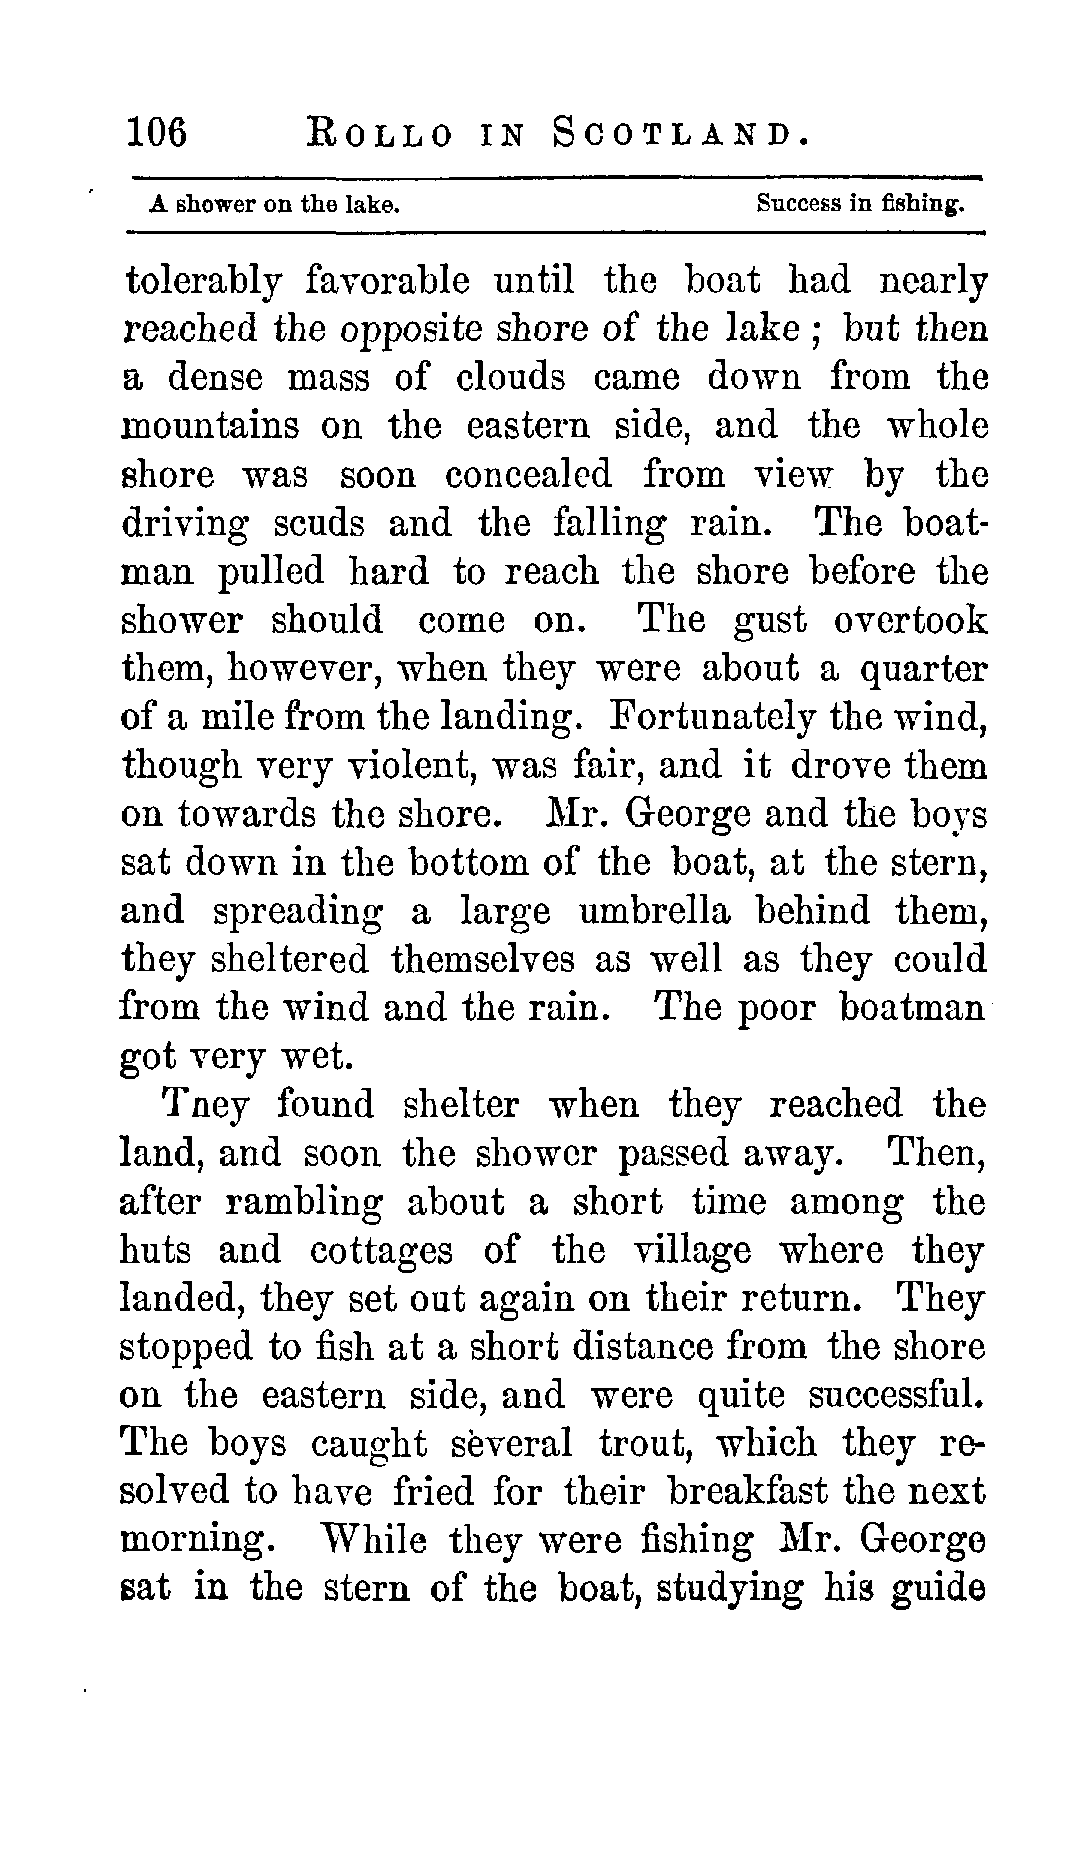 106 ROLLO IN SCOTLAND.
A shower on the lake. Success in fishing.
tolerably favorable until the boat had nearly
reached the opposite shore of the lake ; but then
a dense mass of clouds came down from the
mountains on the eastern side, and the whole
shore was soon concealed from view by the
driving scuds and the falling rain. The boat-
man pulled hard to reach the shore before the
shower should come on. The gust overtook
them, however, when they were about a quarter
of a mile from the landing. Fortunately the wind,
though very violent, was fair, and it drove them
on towards the shore. Mr. George and the boys
sat down in the bottom of the boat, at the stern,
and spreading a large umbrella behind them,
they sheltered themselves as well as they could
from the wind and the rain. The poor boatman
got very wet.
They found shelter when they reached the
land, and soon the shower passed away. Then,
after rambling about a short time among the
huts and cottages of the village where they
landed, they set out again on their return. They
stopped to fish at a short distance from the shore
on the eastern side, and were quite successful.
The boys caught several trout, which they re-
solved to have fried for their breakfast the next
morning. While they were fishing Mr. George
sat in the stern of the boat, studying his guide